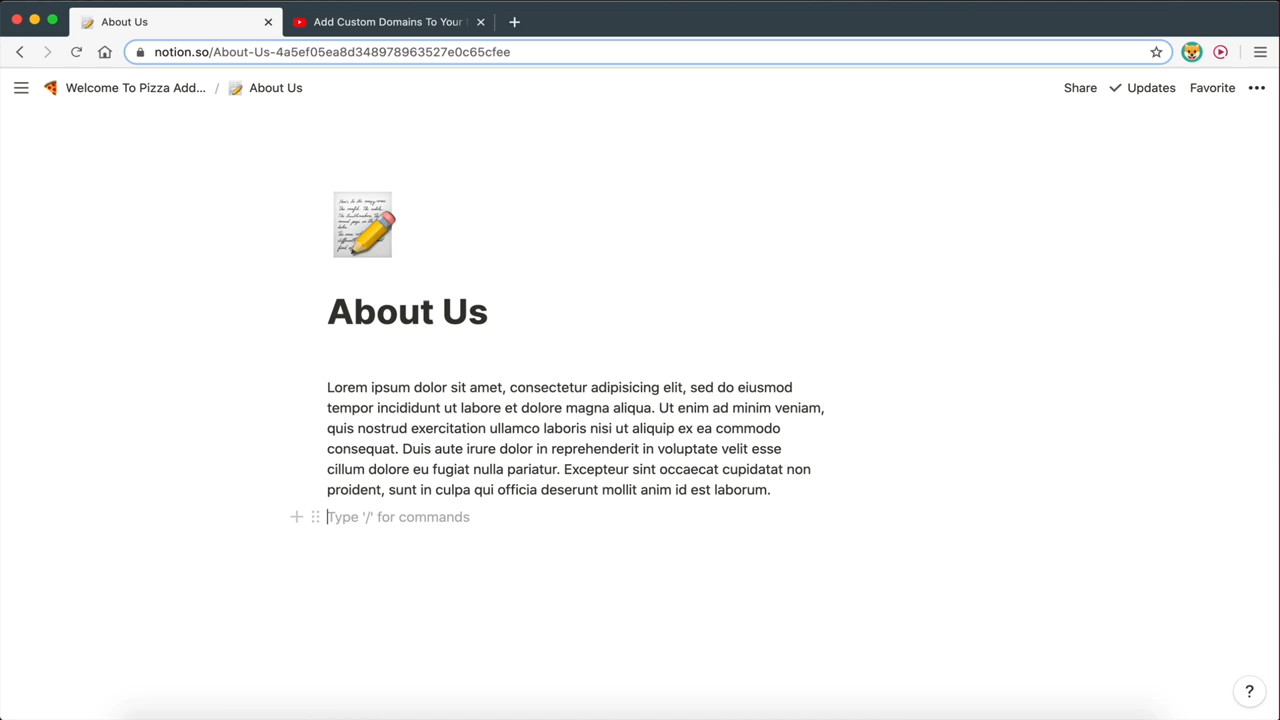 About Us
Add Custom Domains To Your
notion.so/About-Us-4a5ef05ea8d348978963527e0c65cfee
Welcome To Pizza Add... / About Us
Share Updates Favorite •••
About Us
Lorem ipsum dolor sit amet, consectetur adipisicing elit, sed do eiusmod
tempor incididunt ut labore et dolore magna aliqua. Ut enim ad minim veniam,
quis nostrud exercitation ullamco laboris nisi ut aliquip ex ea commodo
consequat. Duis aute irure dolor in reprehenderit in voluptate velit esse
cillum dolore eu fugiat nulla pariatur. Excepteur sint occaecat cupidatat non
proident, sunt in culpa qui officia deserunt mollit anim id est laborum.
Type '/' for commands
?